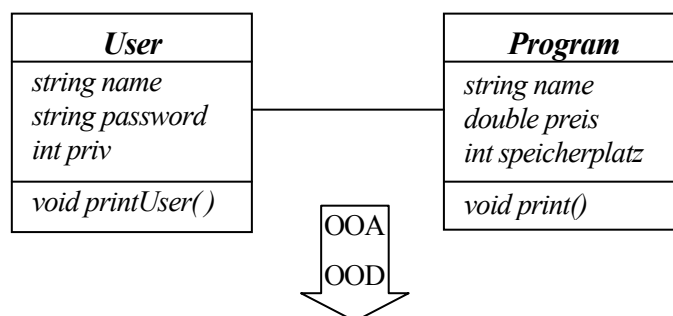 User
string name
string password
int priv
void printUser( )
Program
string name
double preis
int speicherplatz
void print()
OOA
OOD